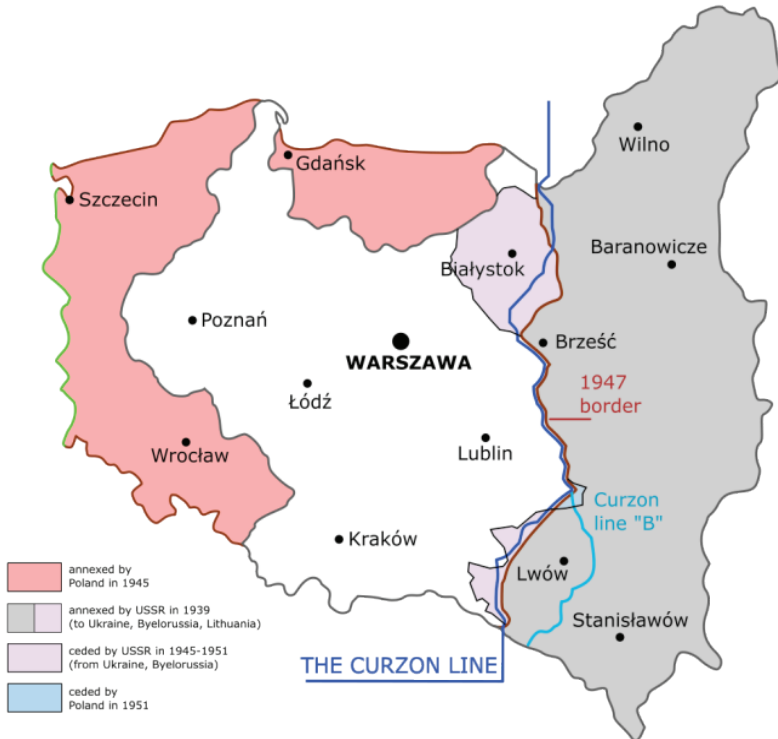 Wilno
Gdańsk
Szczecin
Baranowicze
Białystok
Poznań
Brześć
WARSZAWA
1947
border
Łódź
Wrocław
Lublin
Curzon
line "B"
Kraków
Lwów
annexed by
Poland in 1945
annexed by USSR in 1939
(to Ukraine, Byelorussia, Lithuania)
Stanisławów
ceded by USSR in 1945-1951
(from Ukraine, Byelorussia)
THE CURZON LINE
ceded by
Poland in 1951